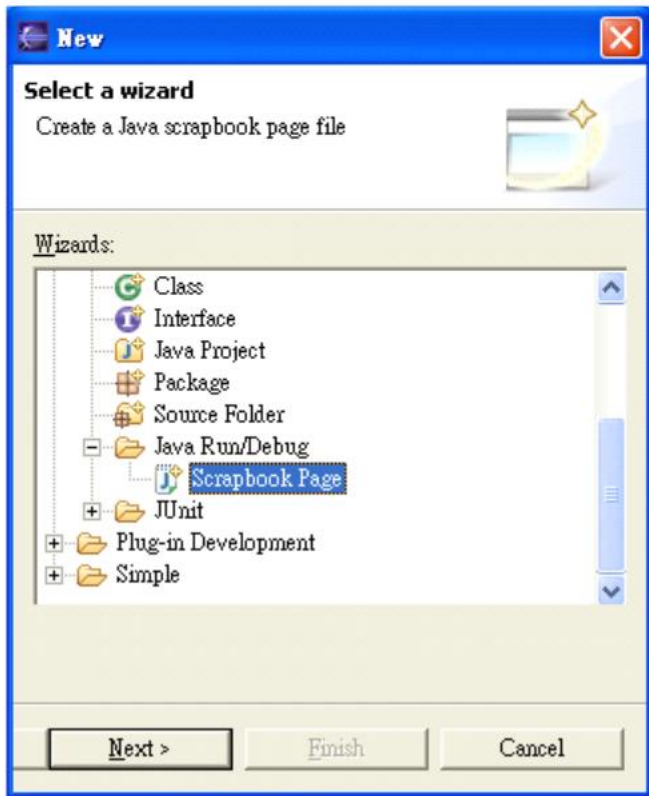 New
Select a wizard
Create a Java scrapbook page file
Wizards:
Class
Interface
Java Project
Package
Source Folder
Java Run/Debug
Scrapbook Page
JUnit
Plug-in Development
Simple
Next >
Finish
Cancel